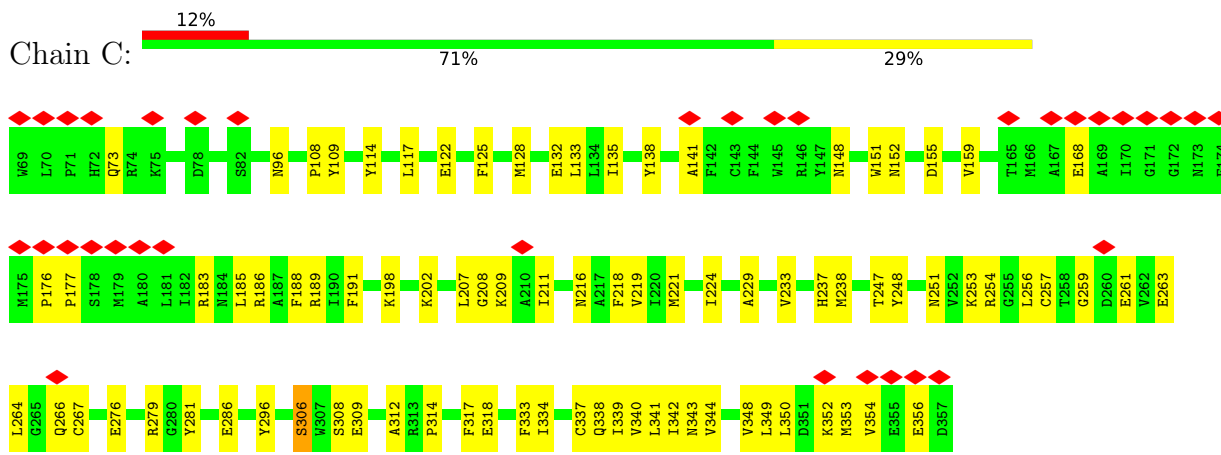 12%
Chain C:
71% 29%
W69 L70 P71 H72 Q73 R74 K75 D78 S82 N96 P108 Y109 Y114 L117 E122 F125 M128 E132 L133 L134 I135 Y138 A141 F142 C143 F144 W145 R146 Y147 N148 W151 N152 D155 V159 T165 M166 A167 E168 A169 I170 G171 G172 N173
M175 P176 P177 S178 M179 A180 L181 I182 R183 N184 L185 R186 A187 F188 R189 I190 F191 K198 K202 L207 G208 K209 A210 I211 N216 A217 F218 V219 I220 M221 I224 A229 V233 H237 M238 T247 Y248 N251 V252 K253 R254 G255 L256 C257 T258 G259 D260 E261 V262 E263
L264 G265 Q266 C267 E276 R279 G280 Y281 E286 Y296 S306 W307 S308 E309 A312 R313 P314 F317 E318 F333 I334 C337 Q338 I339 V340 L341 I342 N343 V344 V348 L349 L350 D351 K352 M353 V354 E355 E356 D357